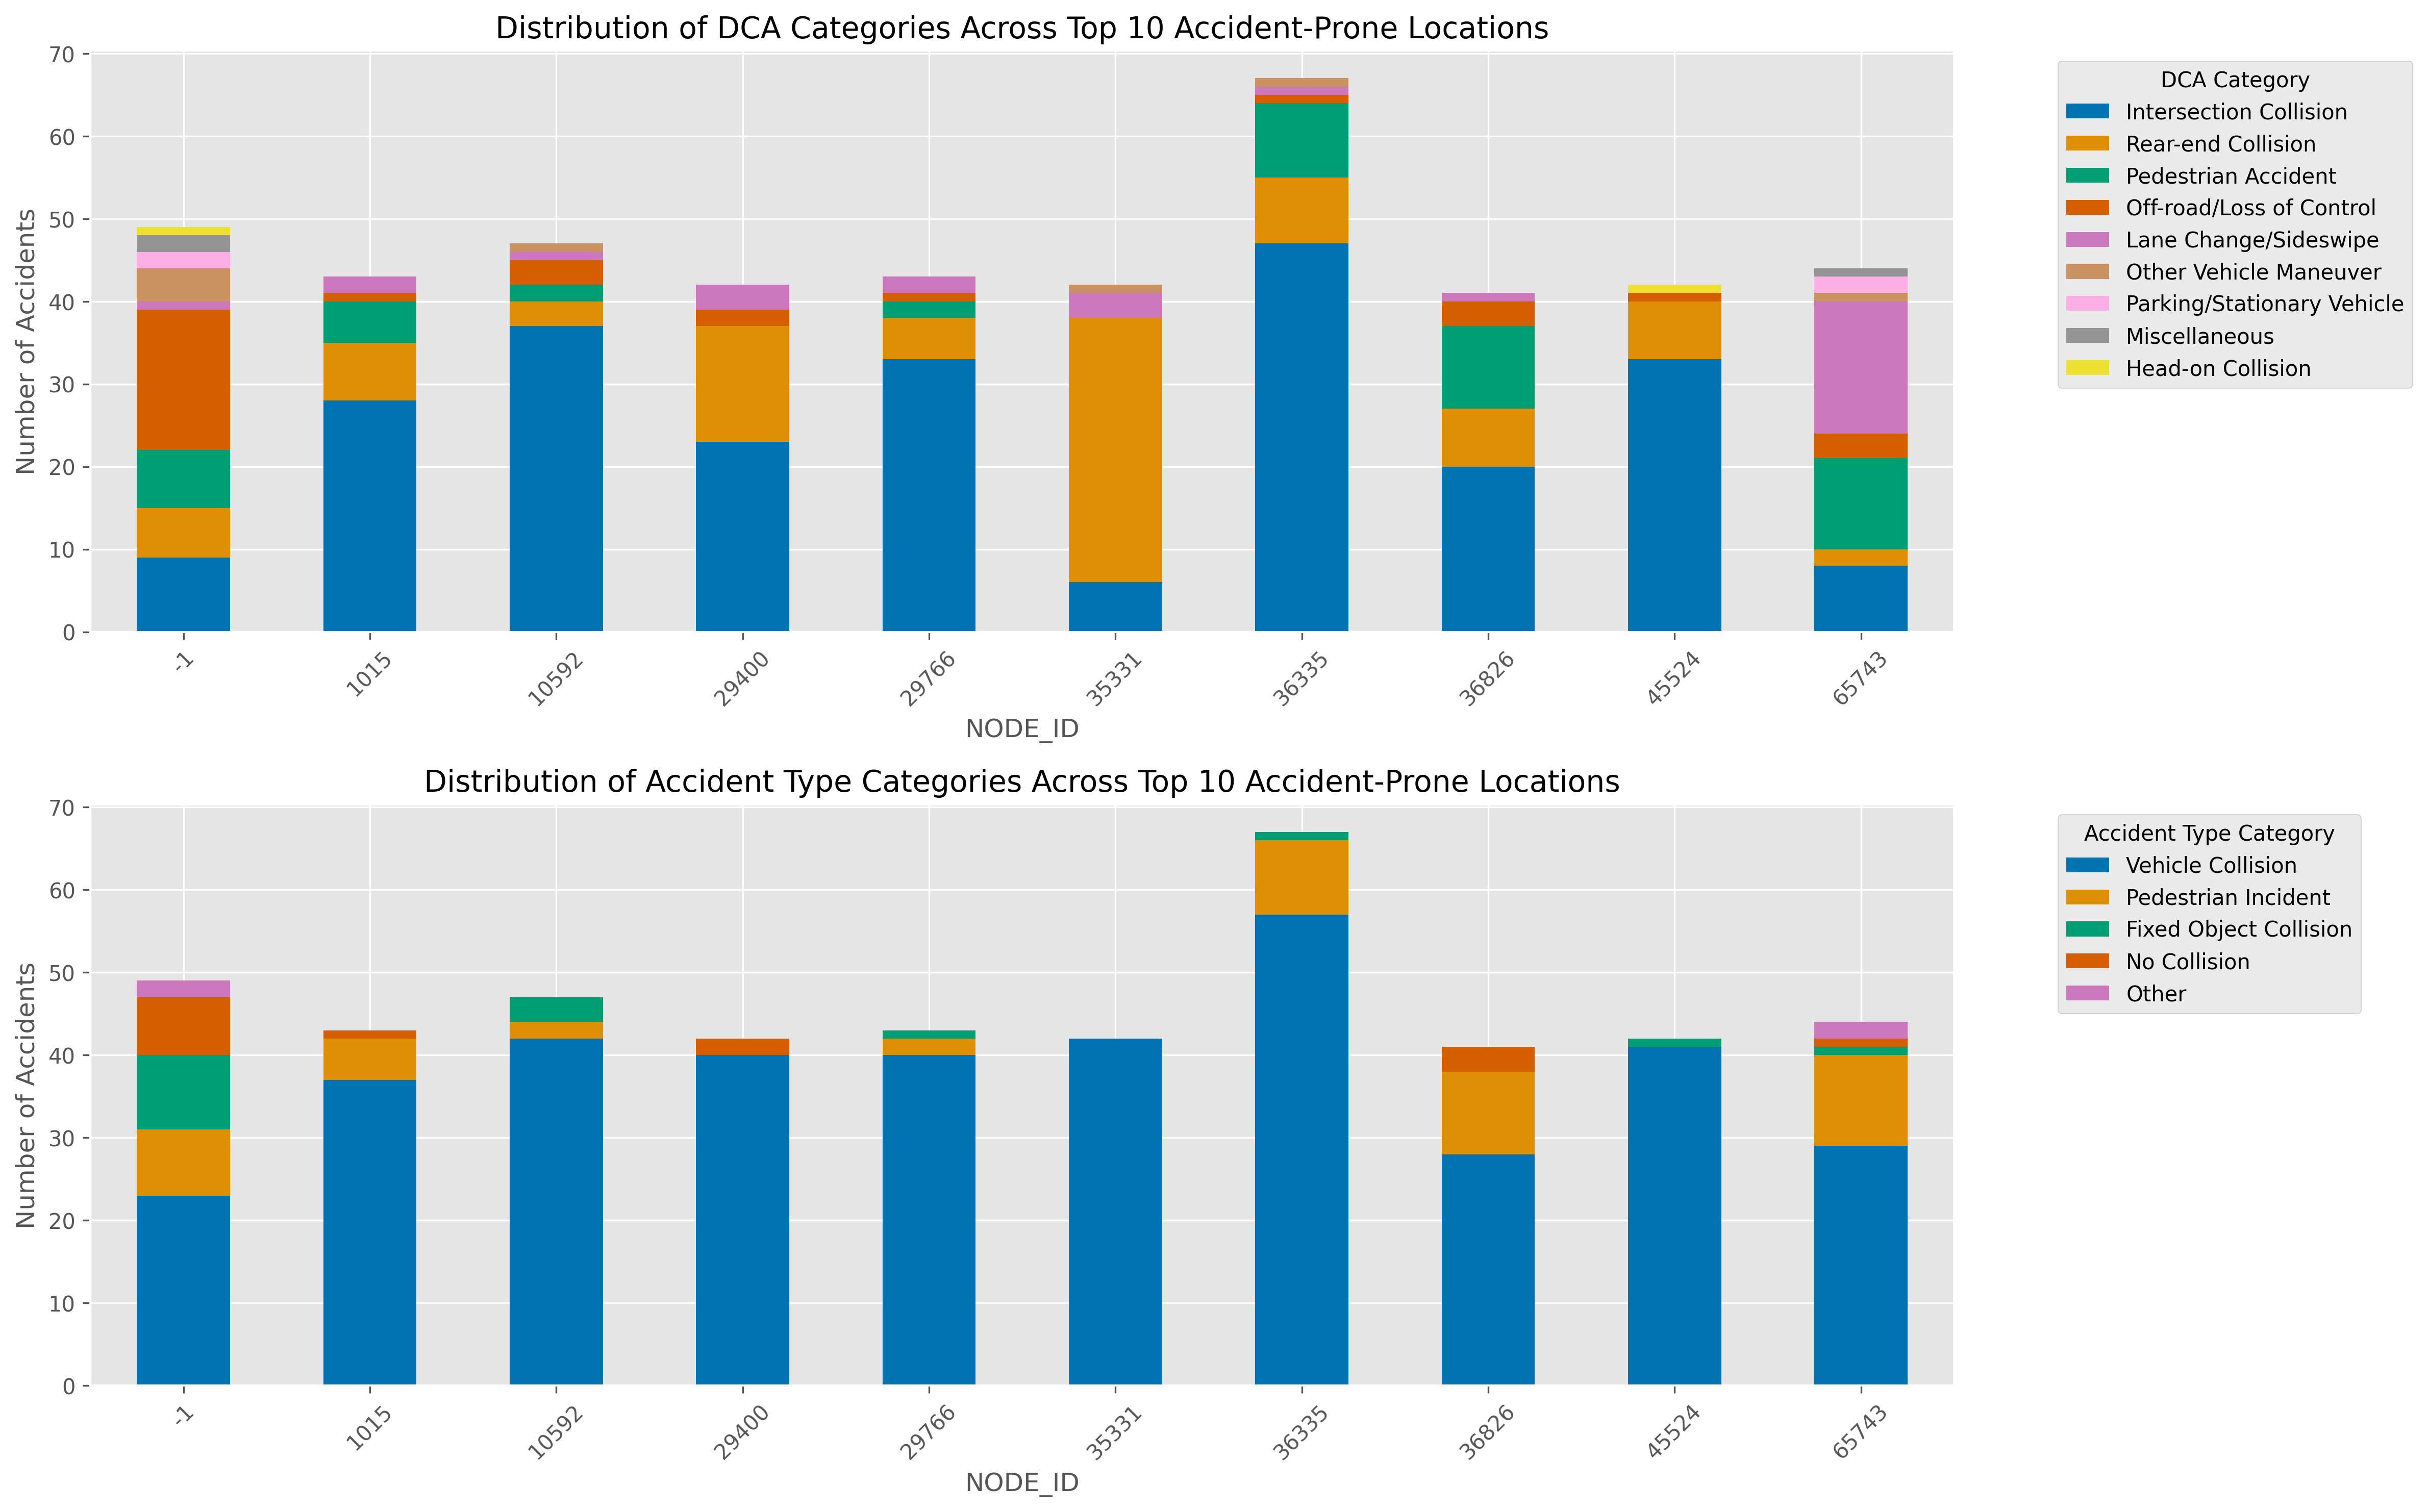 Distribution of DCA Categories Across Top 10 Accident-Prone Locations
Number of Accidents
70
60
50
40
30
20
10
0
-1
1015
10592
29400
29766
35331
36335
36826
45524
65743
NODE_ID
DCA Category
Intersection Collision
Rear-end Collision
Pedestrian Accident
Off-road/Loss of Control
Lane Change/Sideswipe
Other Vehicle Maneuver
Parking/Stationary Vehicle
Miscellaneous
Head-on Collision
Distribution of Accident Type Categories Across Top 10 Accident-Prone Locations
Number of Accidents
70
60
50
40
30
20
10
0
-1
1015
10592
29400
29766
35331
36335
36826
45524
65743
NODE_ID
Accident Type Category
Vehicle Collision
Pedestrian Incident
Fixed Object Collision
No Collision
Other